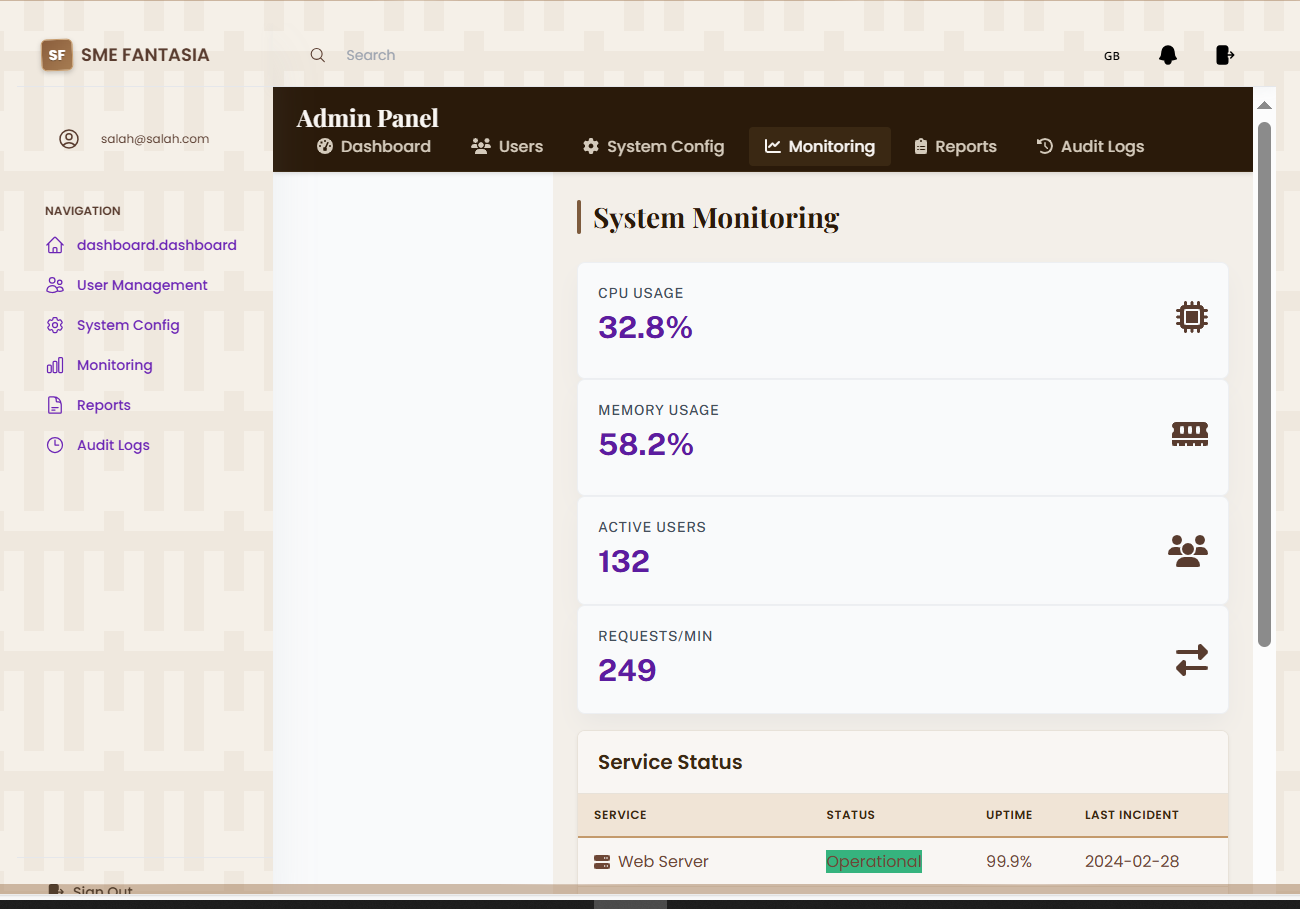 SF SME FANTASIA
Search
GB
salah@salah.com
NAVIGATION
dashboard.dashboard
User Management
System Config
Monitoring
Reports
Audit Logs
Sign Out
Admin Panel
Dashboard Users System Config Monitoring Reports Audit Logs
System Monitoring
CPU USAGE
32.8%
MEMORY USAGE
58.2%
ACTIVE USERS
132
REQUESTS/MIN
249
Service Status
SERVICE STATUS UPTIME LAST INCIDENT
Web Server Operational 99.9% 2024-02-28